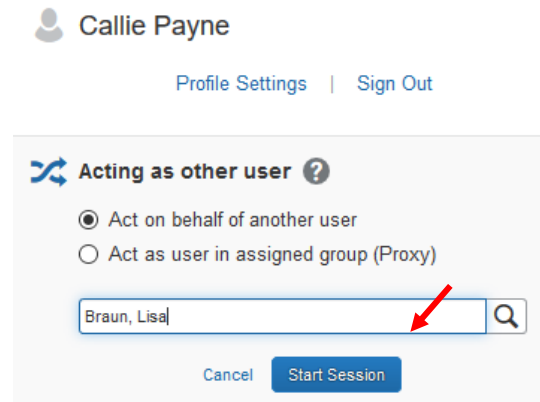 Callie Payne
Profile Settings | Sign Out
Acting as other user ?
Act on behalf of another user
Act as user in assigned group (Proxy)
Braun, Lisa
Cancel Start Session